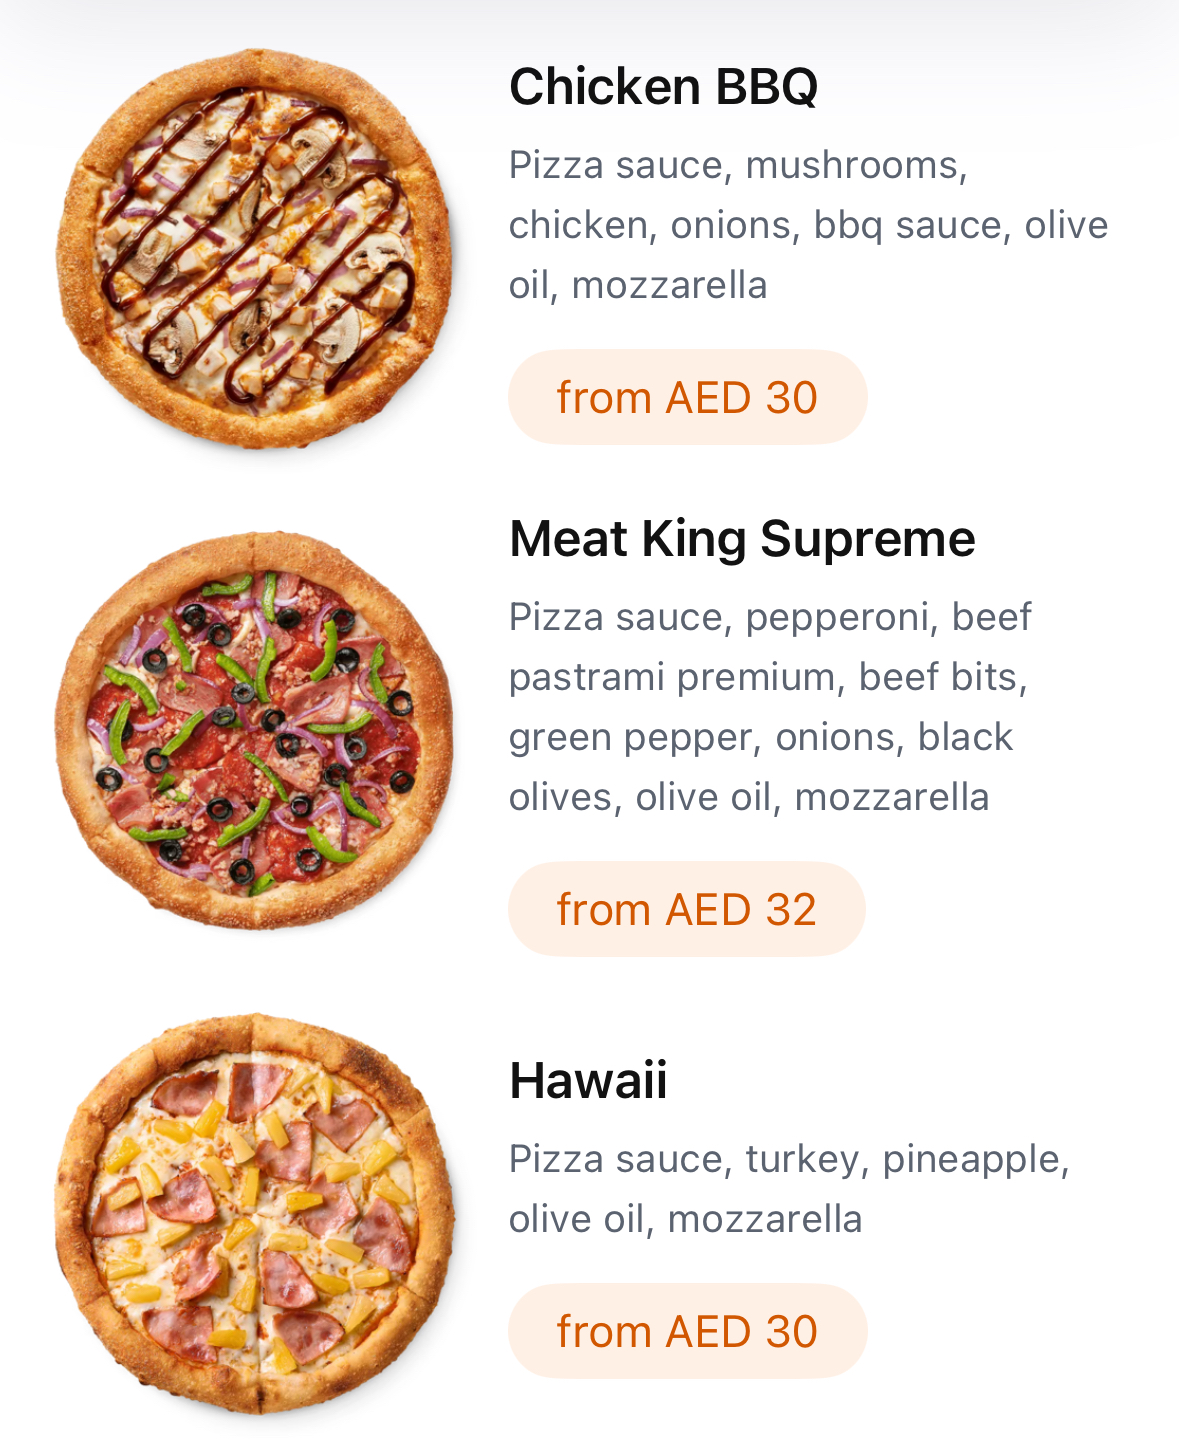 Chicken BBQ
Pizza sauce, mushrooms,
chicken, onions, bbq sauce, olive
oil, mozzarella
from AED 30
Meat King Supreme
Pizza sauce, pepperoni, beef
pastrami premium, beef bits,
green pepper, onions, black
olives, olive oil, mozzarella
from AED 32
Hawaii
Pizza sauce, turkey, pineapple,
olive oil, mozzarella
from AED 30